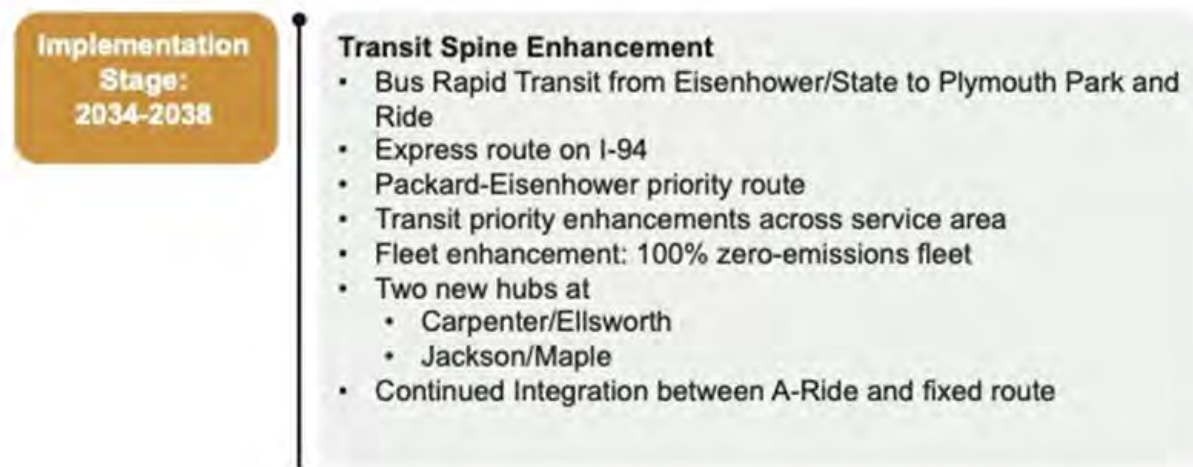 Implementation
Stage:
2034-2038
Transit Spine Enhancement
• Bus Rapid Transit from Eisenhower/State to Plymouth Park and
Ride
• Express route on I-94
• Packard-Eisenhower priority route
• Transit priority enhancements across service area
• Fleet enhancement: 100% zero-emissions fleet
• Two new hubs at
• Carpenter/Ellsworth
• Jackson/Maple
• Continued Integration between A-Ride and fixed route